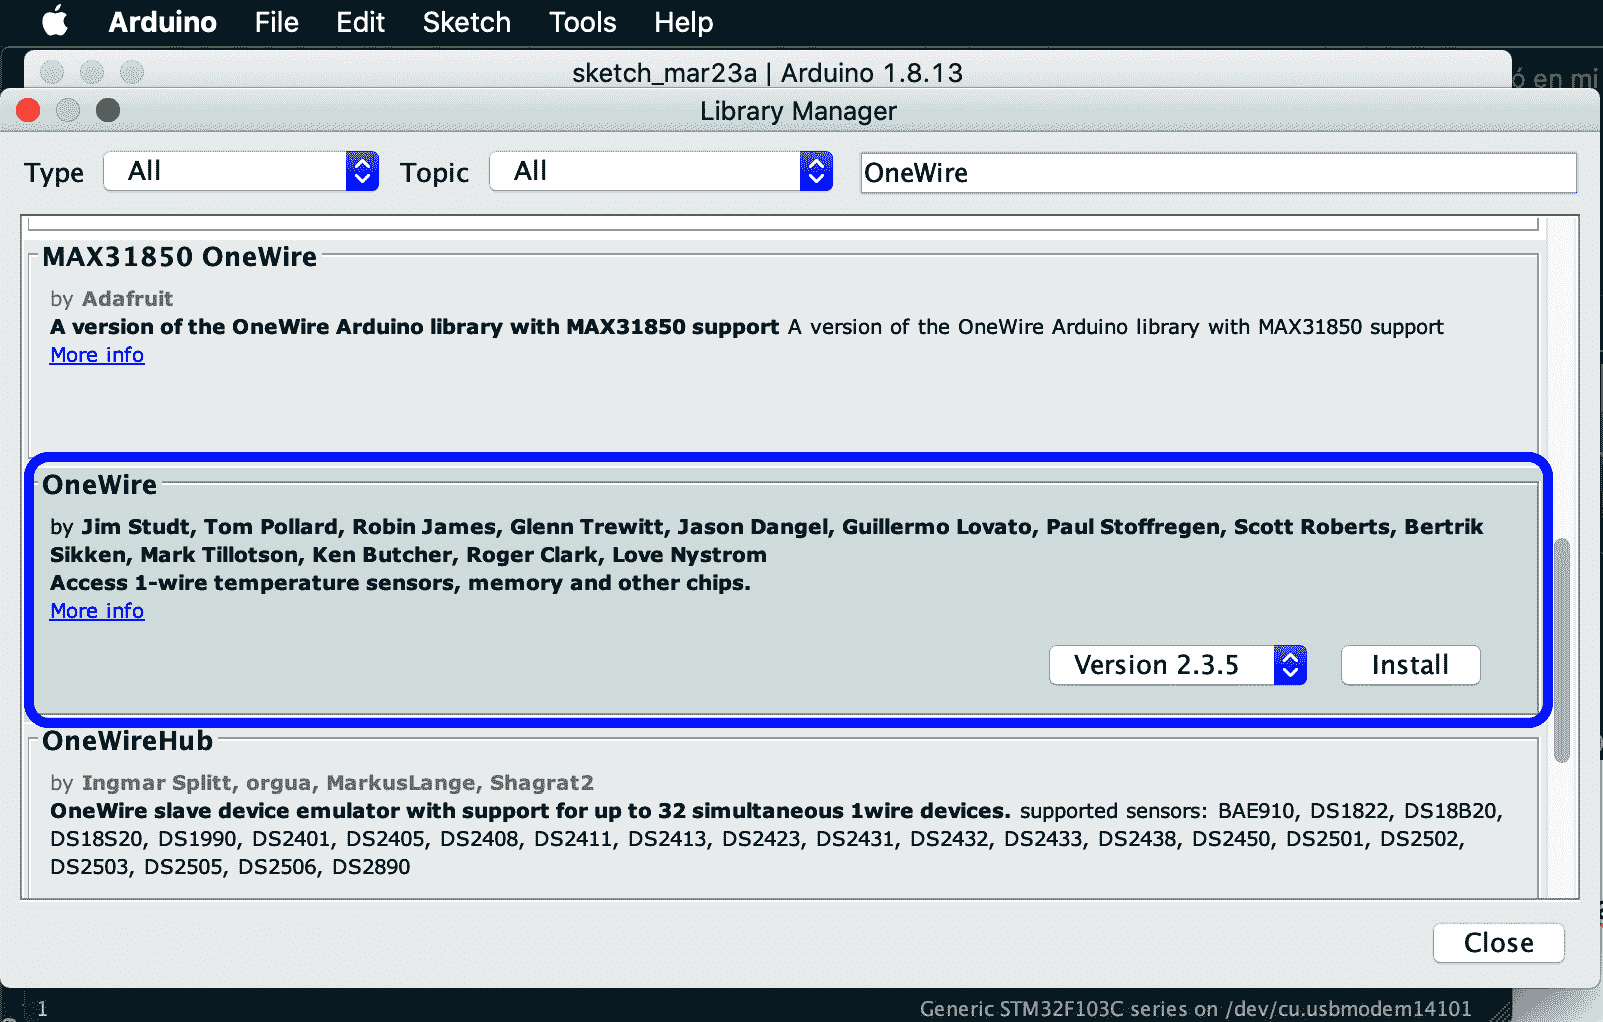 Arduino File Edit Sketch Tools Help
sketch_mar23a | Arduino 1.8.13
ó en mi
Library Manager
Type All Topic All OneWire
MAX31850 OneWire
by Adafruit
A version of the OneWire Arduino library with MAX31850 support A version of the OneWire Arduino library with MAX31850 support
More info
OneWire
by Jim Studt, Tom Pollard, Robin James, Glenn Trewitt, Jason Dangel, Guillermo Lovato, Paul Stoffregen, Scott Roberts, Bertrik
Sikken, Mark Tillotson, Ken Butcher, Roger Clark, Love Nystrom
Access 1-wire temperature sensors, memory and other chips.
More info
Version 2.3.5 Install
OneWireHub
by Ingmar Splitt, orgua, MarkusLange, Shagrat2
OneWire slave device emulator with support for up to 32 simultaneous 1wire devices. supported sensors: BAE910, DS1822, DS18B20,
DS18S20, DS1990, DS2401, DS2405, DS2408, DS2411, DS2413, DS2423, DS2431, DS2432, DS2433, DS2438, DS2450, DS2501, DS2502,
DS2503, DS2505, DS2506, DS2890
Close
1 Generic STM32F103C series on /dev/cu.usbmodem14101